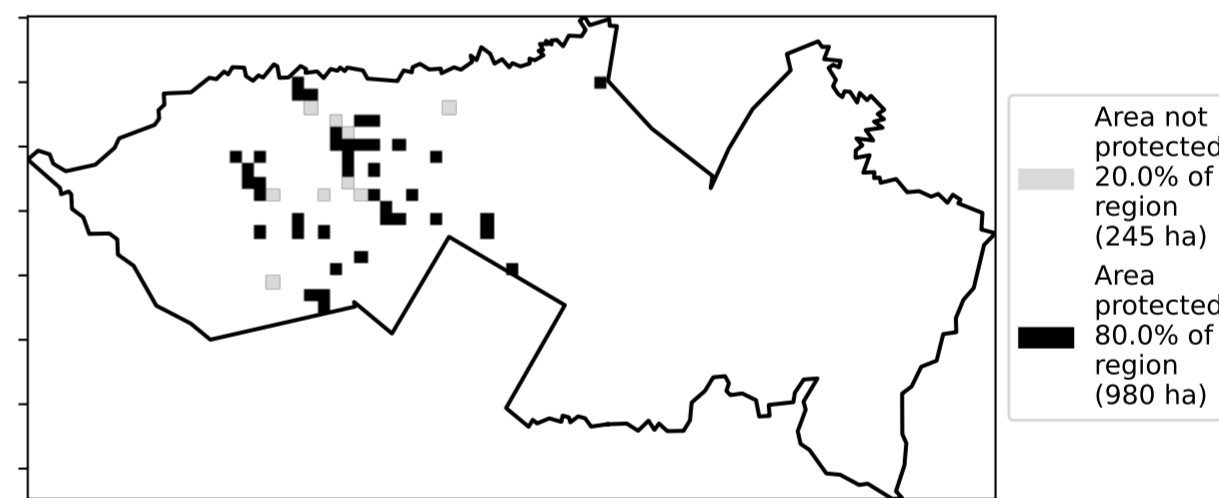 Area not
protected
20.0% of
region
(245 ha)
Area
protected
80.0% of
region
(980 ha)